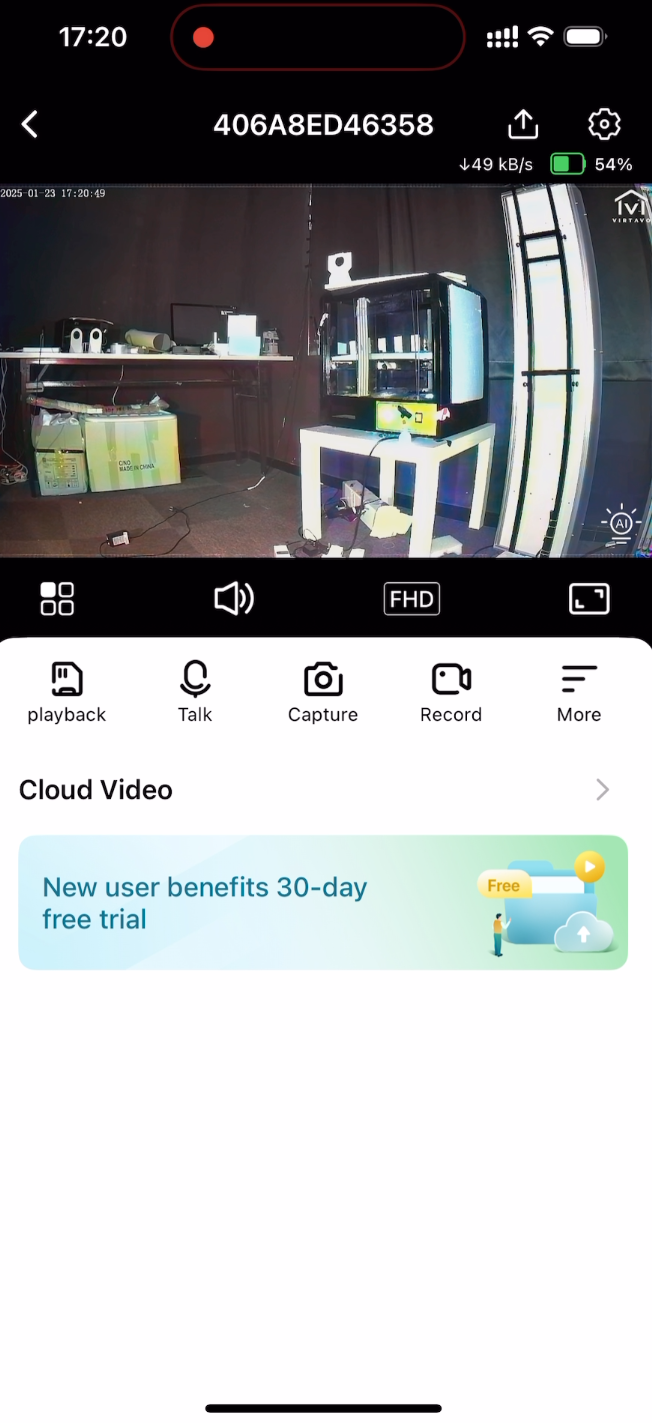 17:20
406A8ED46358
↓49 kB/s 54%
2025-01-23 17:20:49
VIRTAVO
C/NO
MADE IN CHINA
AI
FHD
playback
Talk
Capture
Record
More
Cloud Video
New user benefits 30-day
free trial
Free